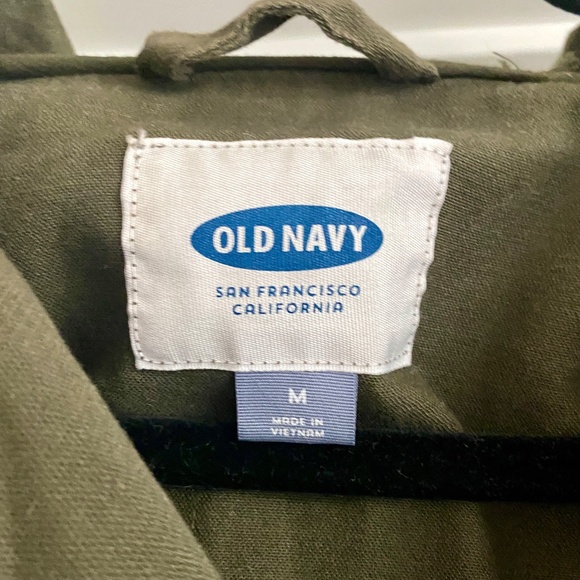 OLD NAVY
SAN FRANCISCO
CALIFORNIA
M
MADE IN
VIETNAM